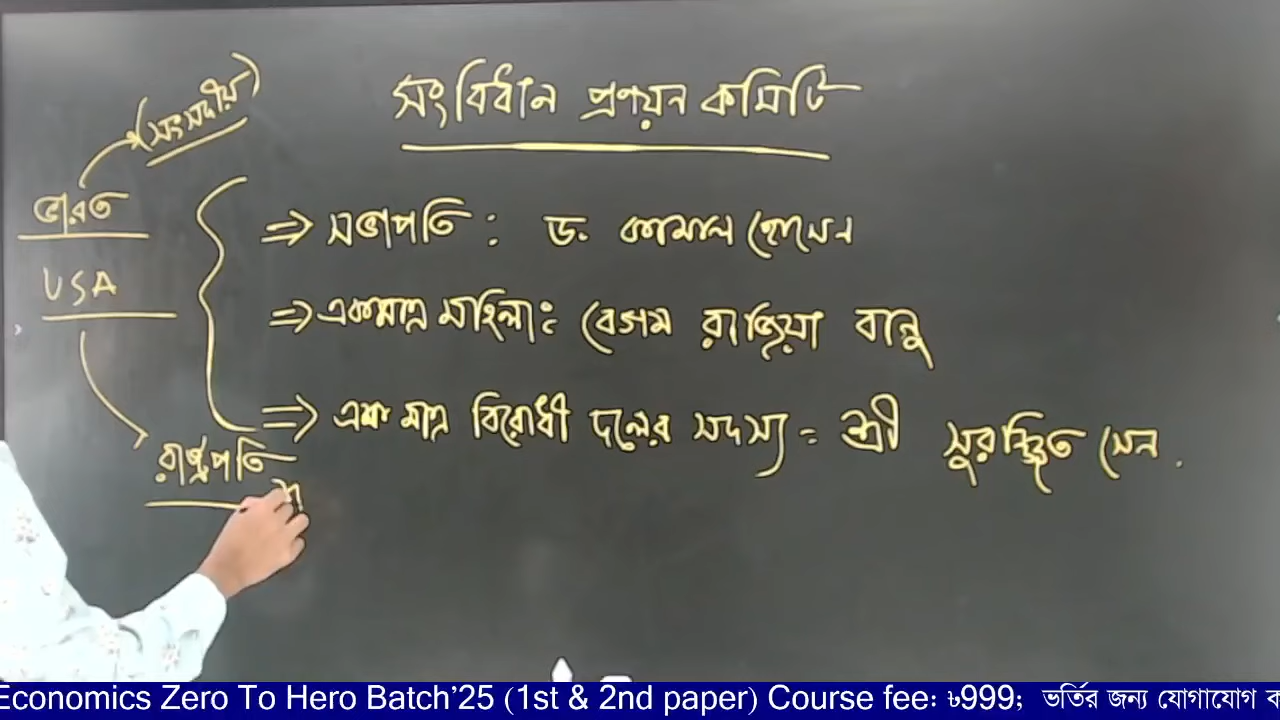 সংবিধান প্রণয়ন কমিটি
(সংসদীয়)
ভারত
USA
রাষ্ট্রপতি
⇒ সভাপতি : ড. কামাল হোসেন
⇒ একমাত্র মহিলা : বেগম রাজিয়া বানু
⇒ এক মাত্র বিরোধী দলের সদস্য = শ্রী সুরঞ্জিত সেন .
Economics Zero To Hero Batch’25 (1st & 2nd paper) Course fee: ৳999; ভর্তির জন্য যোগাযোগ ক